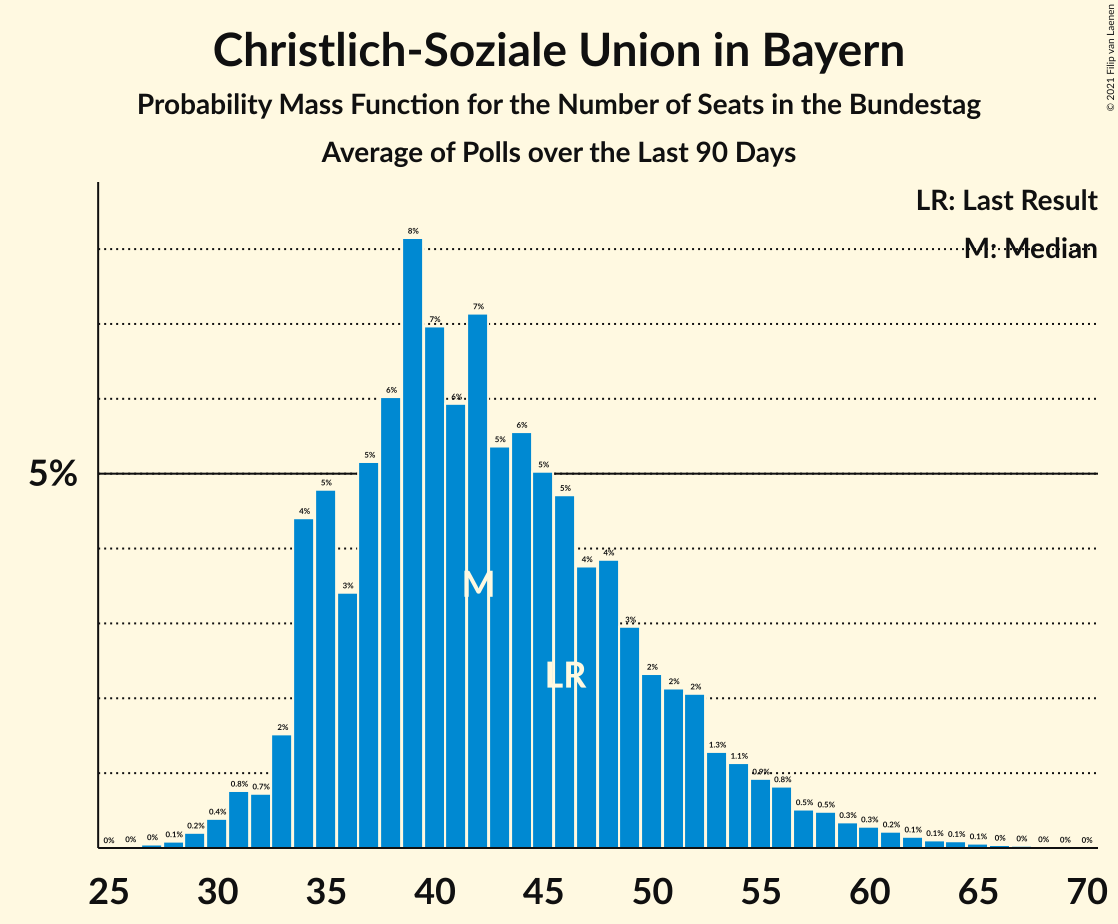 Christlich-Soziale Union in Bayern
Probability Mass Function for the Number of Seats in the Bundestag
Average of Polls over the Last 90 Days
© 2021 Filip van Laenen
LR: Last Result
M: Median
5%
0% 0% 0% 0.1% 0.2% 0.4% 0.8% 0.7% 2% 4% 5% 3% 5% 6% 8% 7% 6% 7% 5% 6% 5% 5% 4% 4% 3% 2% 2% 2% 1.3% 1.1% 0.9% 0.8% 0.5% 0.5% 0.3% 0.3% 0.2% 0.1% 0.1% 0.1% 0.1% 0% 0% 0% 0% 0%
M
LR
25 30 35 40 45 50 55 60 65 70